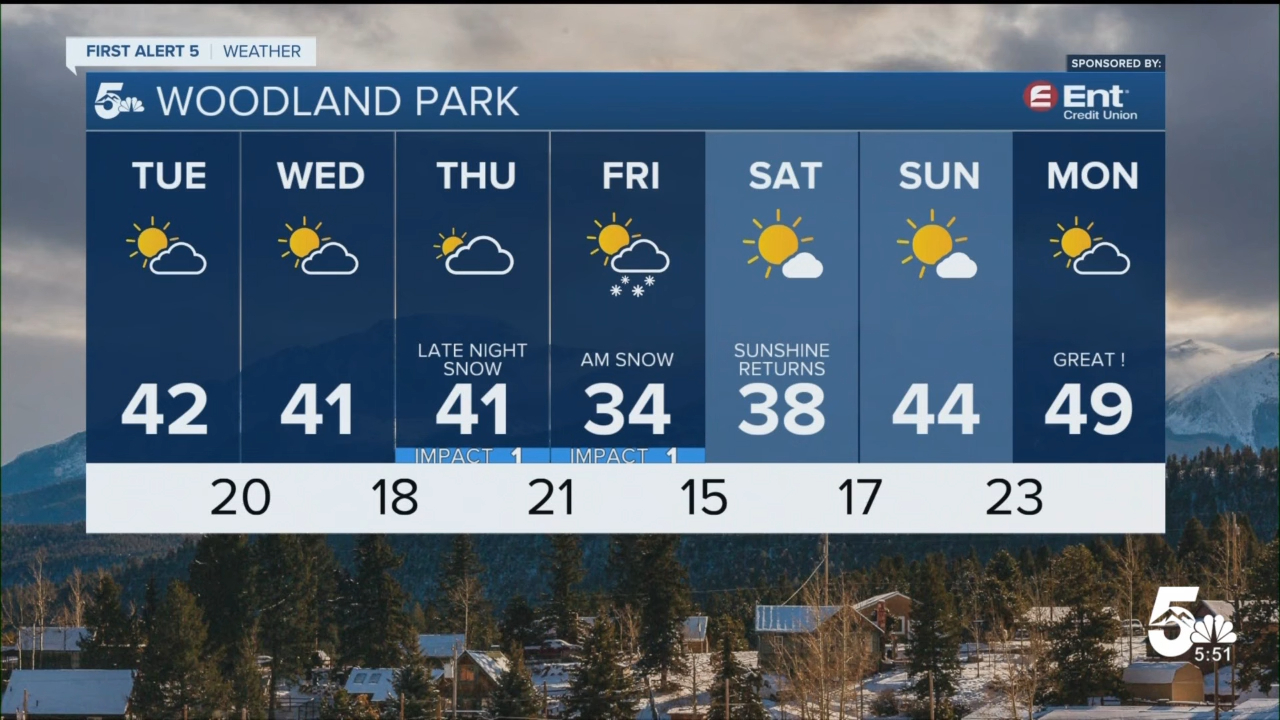 FIRST ALERT 5 | WEATHER
SPONSORED BY:
5 WOODLAND PARK
Ent
Credit Union
TUE WED THU FRI SAT SUN MON
LATE NIGHT SNOW
AM SNOW
SUNSHINE RETURNS
GREAT !
42 41 41 34 38 44 49
IMPACT 1 IMPACT 1
20 18 21 15 17 23
5
5:51